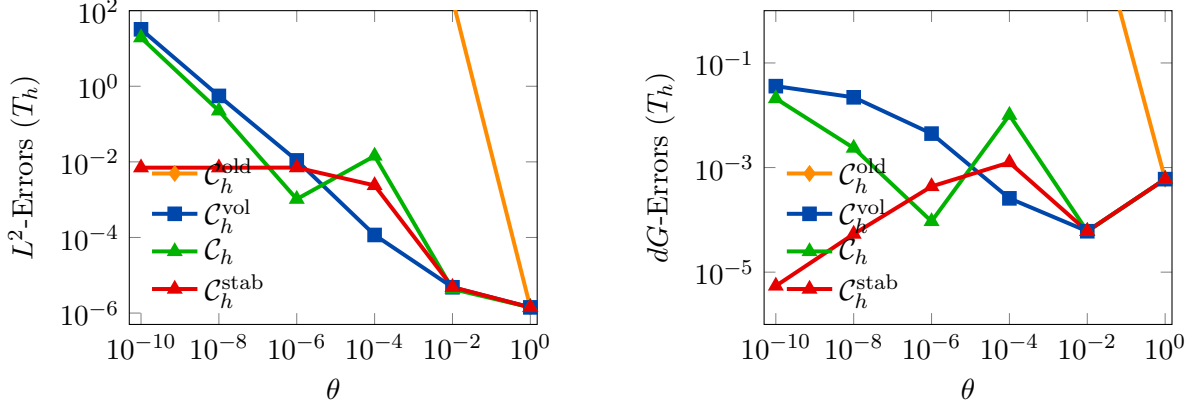 10^2
10^0
10^−2
10^−4
10^−6
L^2-Errors (T_h)
C_h^old
C_h^vol
C_h
C_h^stab
10^−10 10^−8 10^−6 10^−4 10^−2 10^0
θ
10^−1
10^−3
10^−5
dG-Errors (T_h)
C_h^old
C_h^vol
C_h
C_h^stab
10^−10 10^−8 10^−6 10^−4 10^−2 10^0
θ